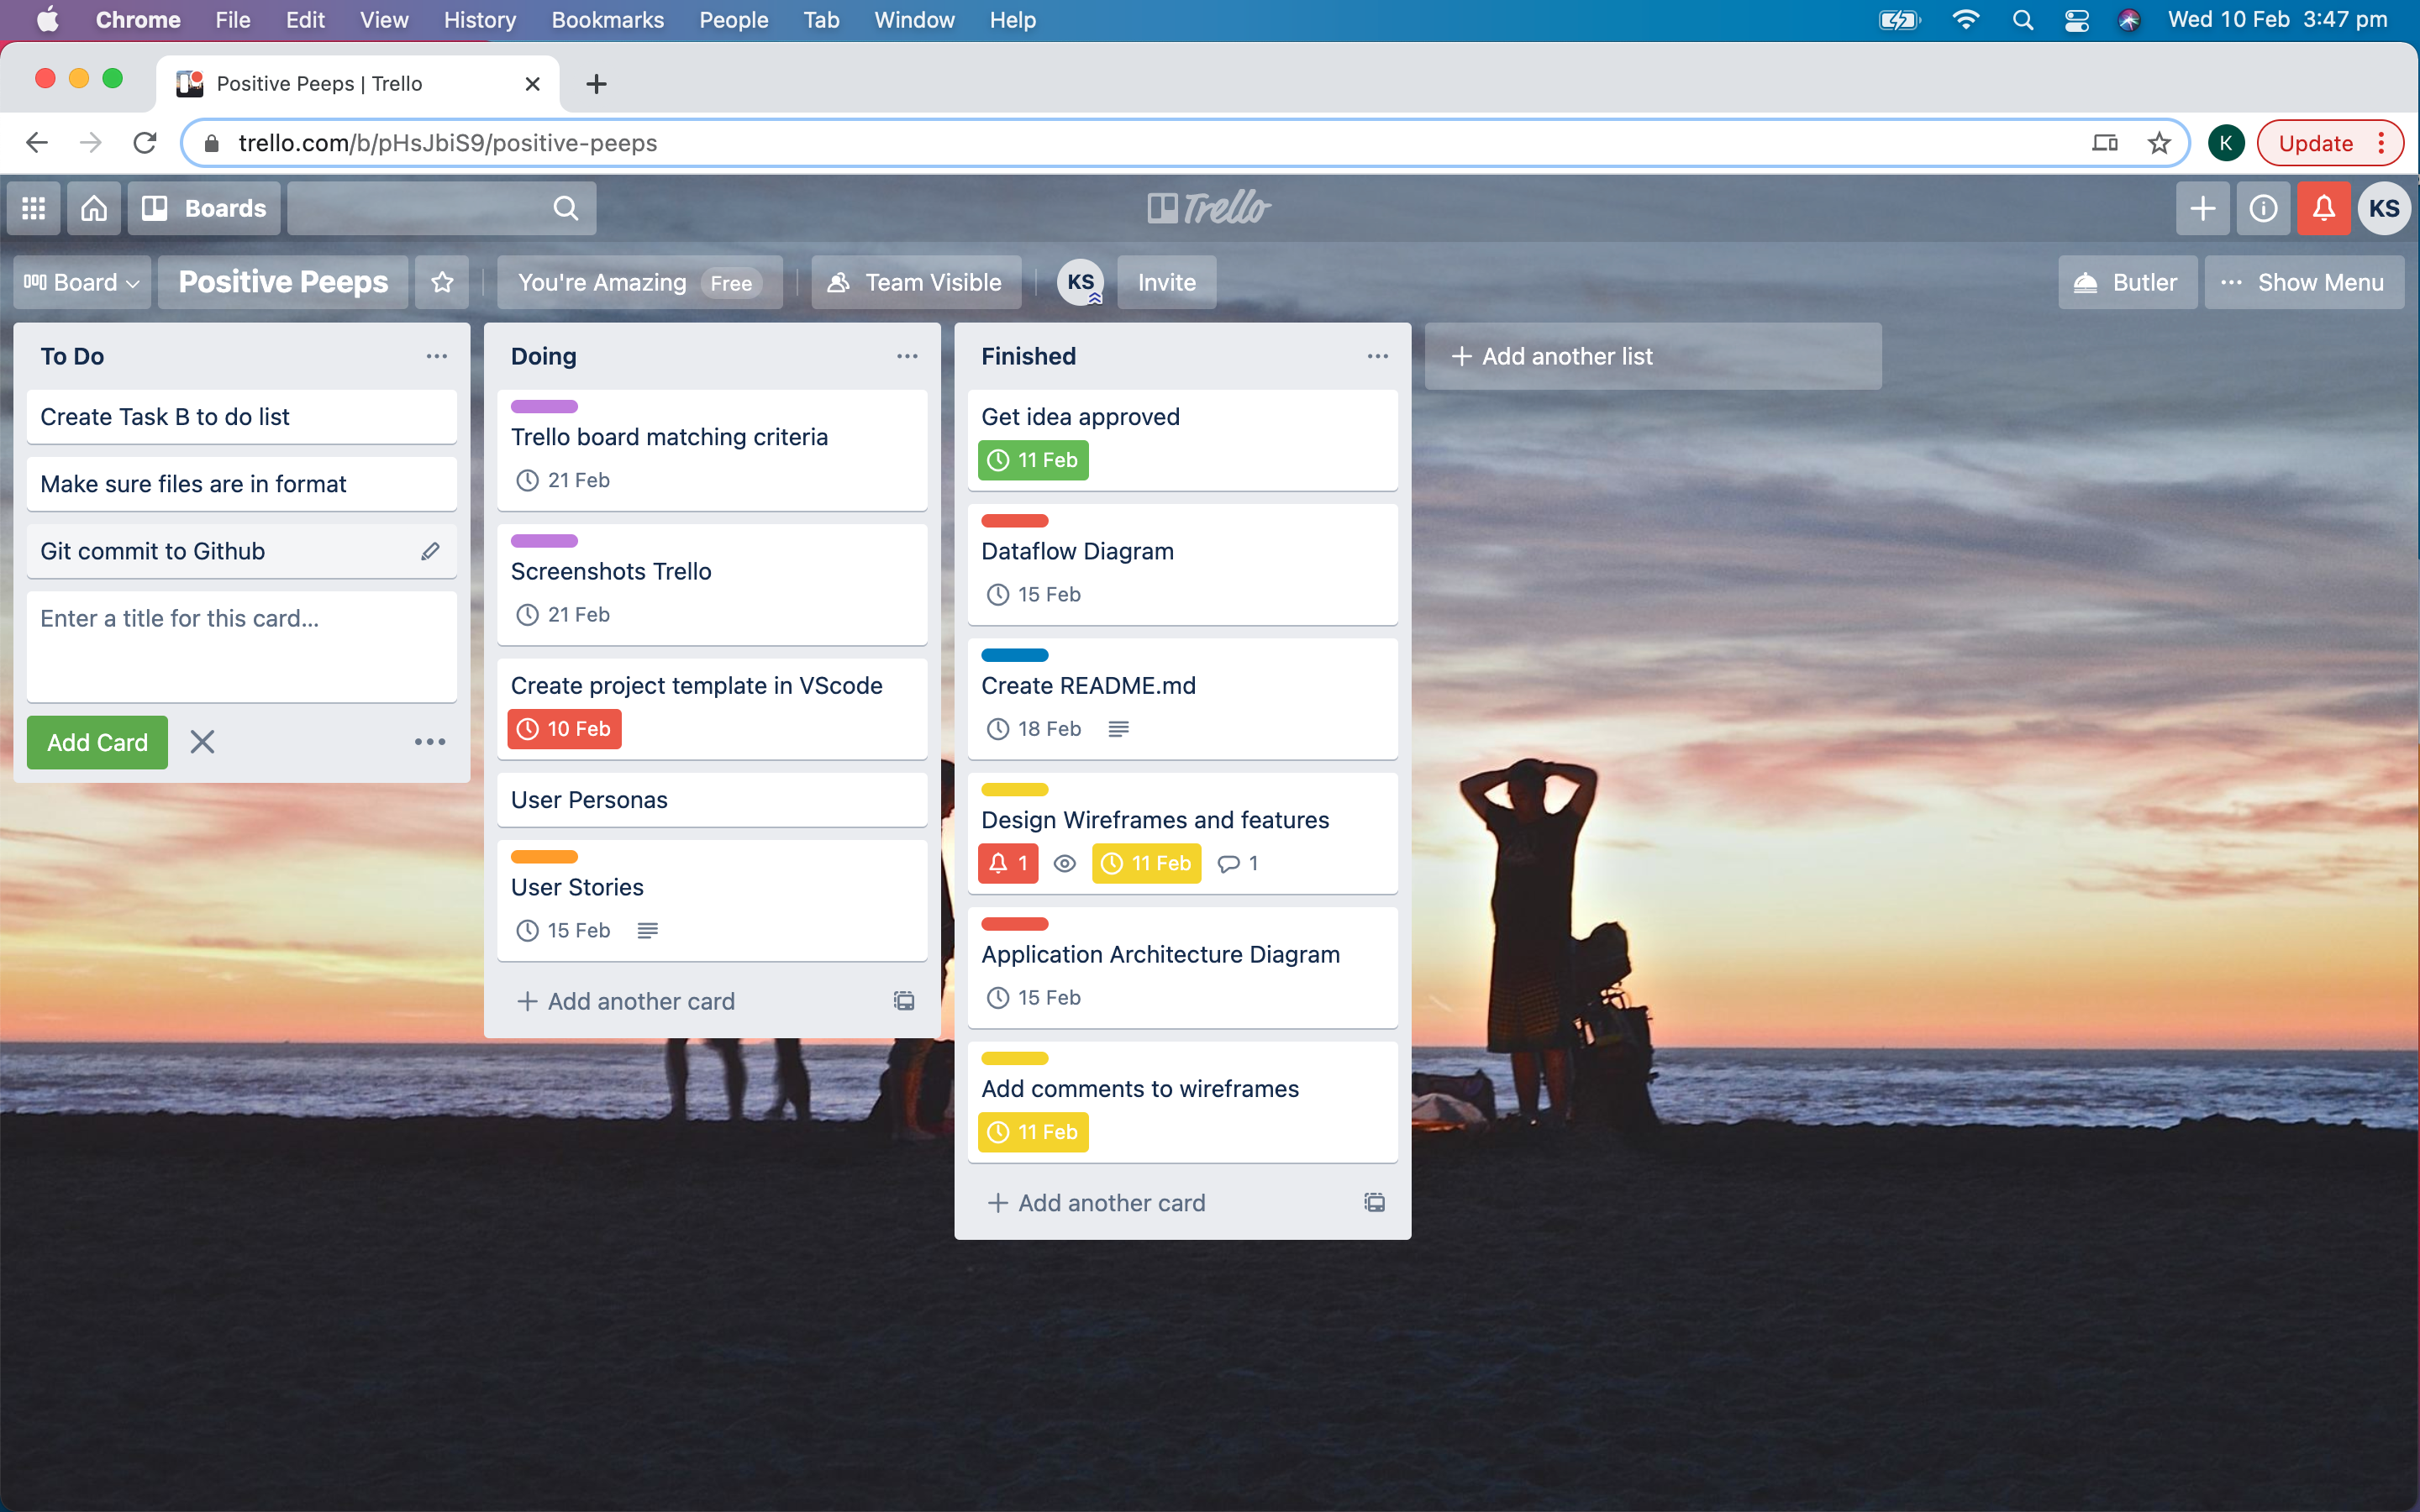 Chrome File Edit View History Bookmarks People Tab Window Help Wed 10 Feb 3:47 pm
Positive Peeps | Trello
trello.com/b/pHsJbiS9/positive-peeps K Update
Boards Trello KS
Board Positive Peeps You're Amazing Free Team Visible KS Invite Butler Show Menu
To Do
Create Task B to do list
Make sure files are in format
Git commit to Github
Enter a title for this card...
Add Card
Doing
Trello board matching criteria
21 Feb
Screenshots Trello
21 Feb
Create project template in VScode
10 Feb
User Personas
User Stories
15 Feb
Add another card
Finished
Get idea approved
11 Feb
Dataflow Diagram
15 Feb
Create README.md
18 Feb
Design Wireframes and features
1 11 Feb 1
Application Architecture Diagram
15 Feb
Add comments to wireframes
11 Feb
Add another card
Add another list